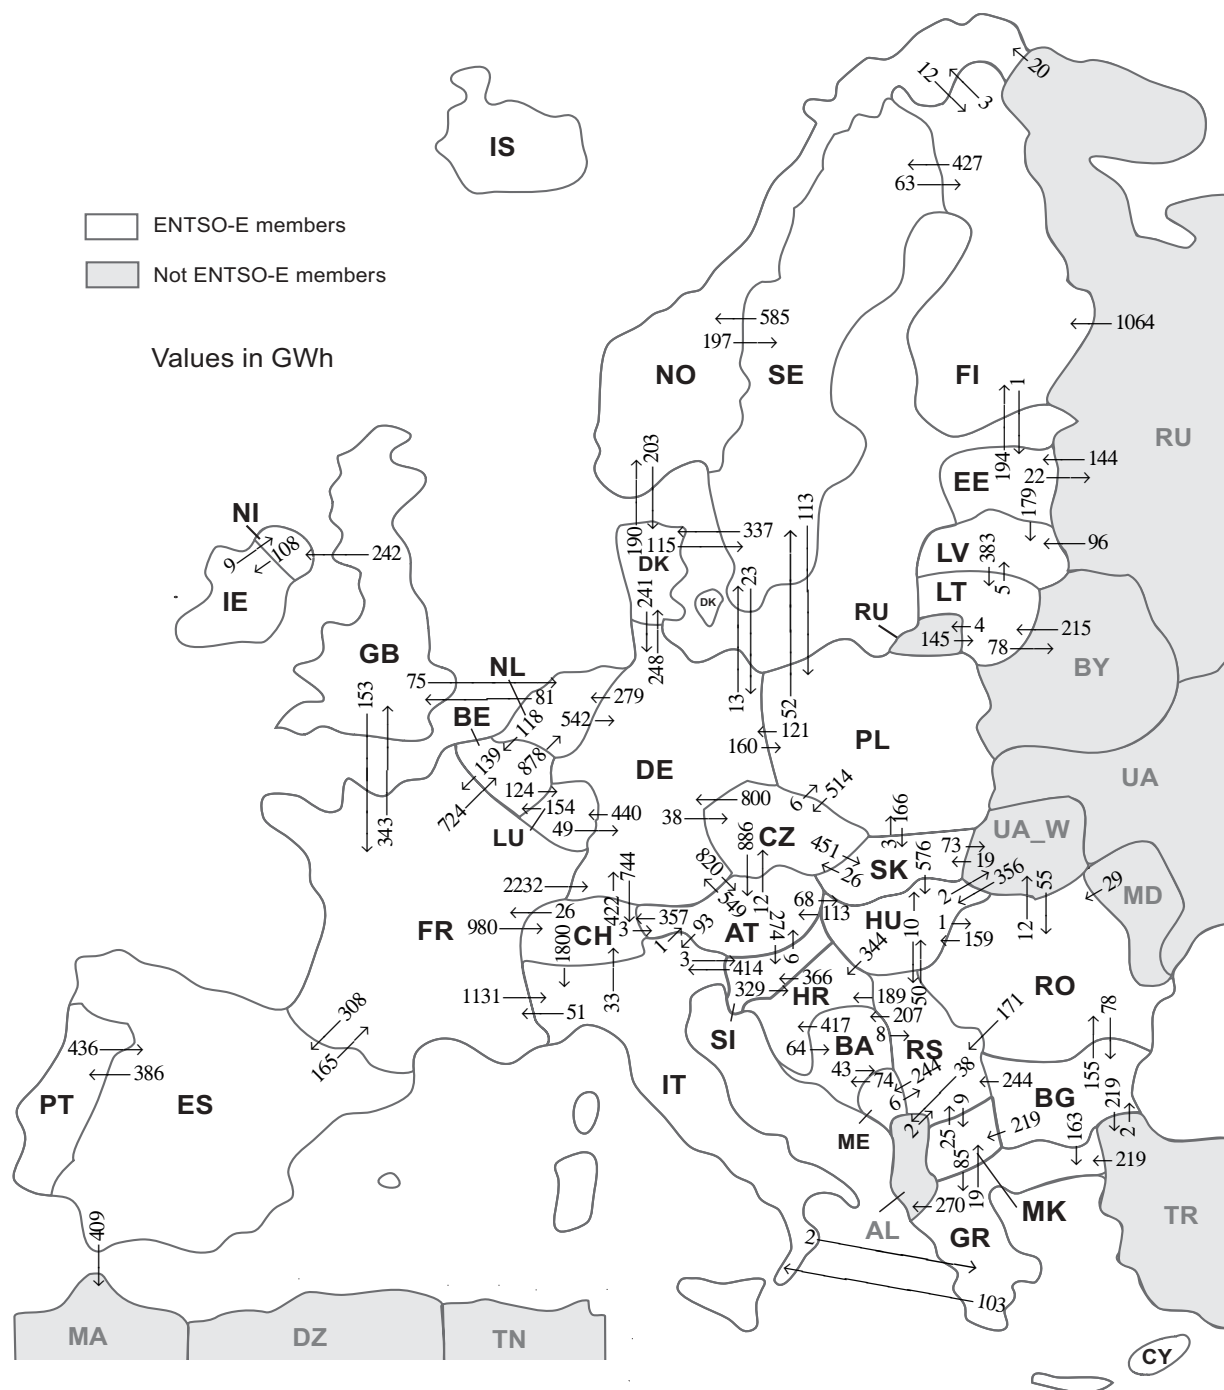 20
12
3
IS
427
63
ENTSO-E members
Not ENTSO-E members
585
197
1064
Values in GWh
NO
SE
FI
1
RU
203
194
144
EE
22
179
NI
113
190
337
115
DK
383
LV
96
9
108
242
241
23
LT
5
IE
DK
RU
4
145
215
78
BY
GB
NL
248
75
81
153
279
13
52
BE
118
542
121
160
PL
139
878
DE
UA
724
124
154
LU
49
440
343
800
38
6
514
CZ
886
3
166
UA_W
451
26
SK
576
73
19
820
744
2232
549
12
68
113
2
356
55
29
MD
FR
980
26
422
CH
3
357
1
93
AT
274
6
HU
10
344
1
159
12
1800
3
414
366
329
HR
RO
1131
51
33
189
50
207
308
165
SI
417
64
BA
8
RS
171
78
436
386
PT
ES
IT
43
74
244
6
38
244
155
BG
219
ME
2
25
9
219
163
2
85
219
AL
270
19
MK
TR
409
2
GR
103
MA
DZ
TN
CY